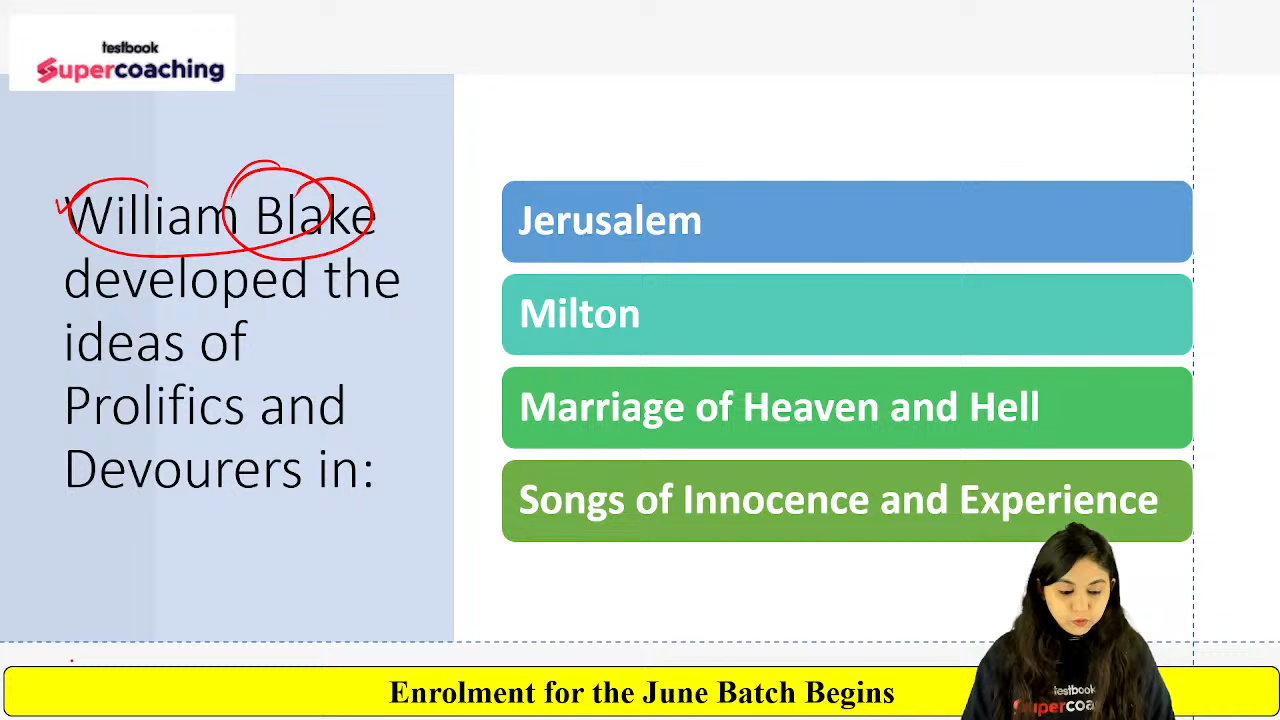 testbook
Supercoaching
William Blake
developed the
ideas of
Prolifics and
Devourers in:
Jerusalem
Milton
Marriage of Heaven and Hell
Songs of Innocence and Experience
Enrolment for the June Batch Begins
testbook